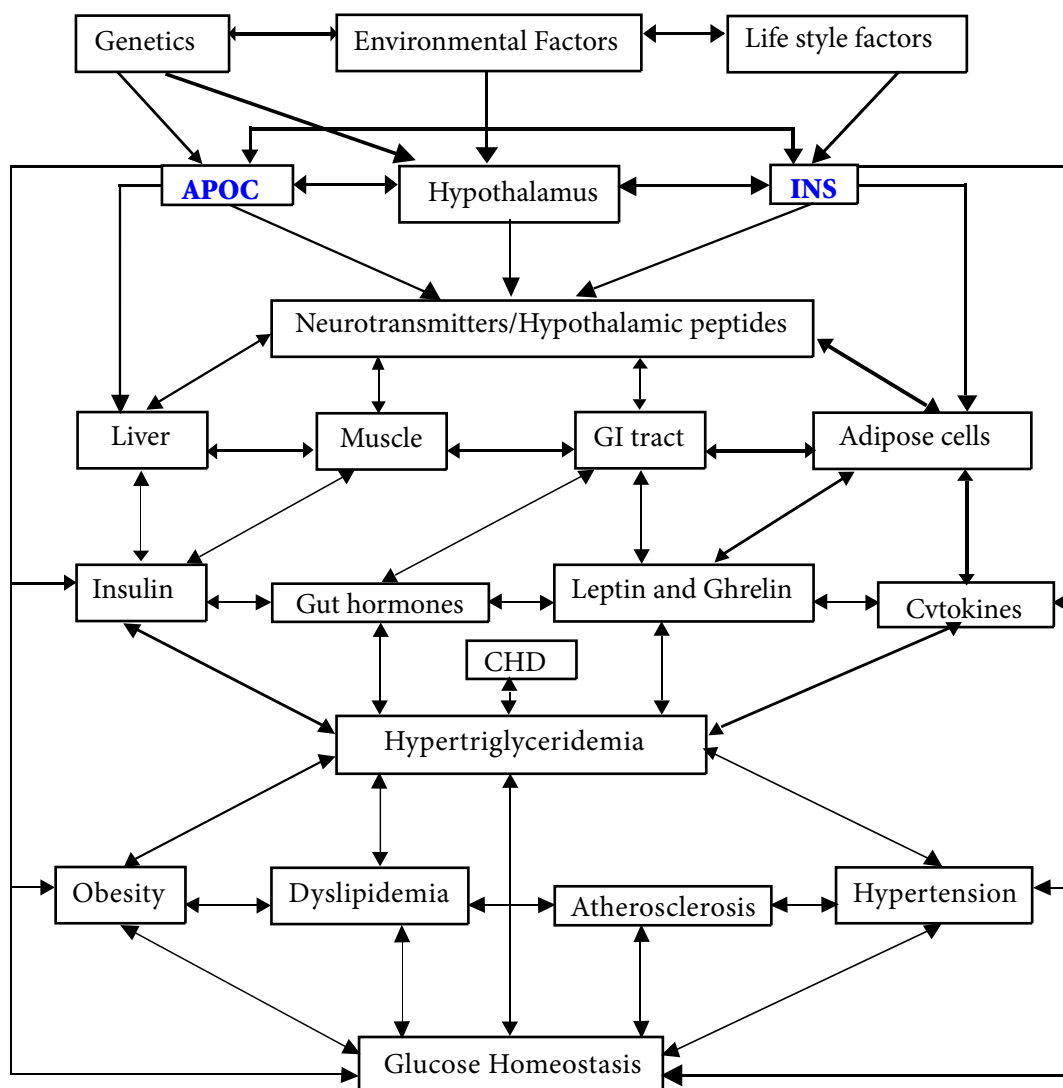 Genetics
Environmental Factors
Life style factors
APOC
Hypothalamus
INS
Neurotransmitters/Hypothalamic peptides
Liver
Muscle
GI tract
Adipose cells
Insulin
Gut hormones
Leptin and Ghrelin
Cvtokines
CHD
Hypertriglyceridemia
Obesity
Dyslipidemia
Atherosclerosis
Hypertension
Glucose Homeostasis